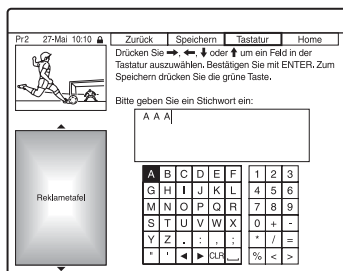 Pr2 27-Mai 10:10 Zurück Speichern Tastatur Home
Drücken Sie ➡, ⬅, ⬇ oder ⬆ um ein Feld in der
Tastatur auszuwählen. Bestätigen Sie mit ENTER. Zum
Speichern drücken Sie die grüne Taste.
Bitte geben Sie ein Stichwort ein:
A A A
Reklametafel
A B C D E F 1 2 3
G H I J K L 4 5 6
M N O P Q R 7 8 9
S T U V W X 0 + -
Y Z . : , ; * / =
" ' ◀ ▶ CLR % < >